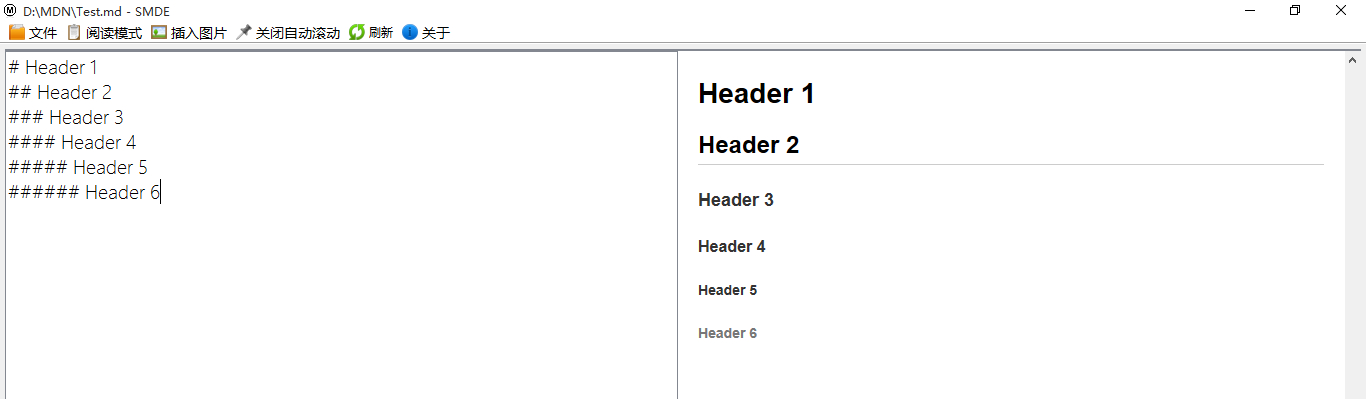 D:\MDN\Test.md - SMDE
文件 阅读模式 插入图片 关闭自动滚动 刷新 关于
# Header 1
## Header 2
### Header 3
#### Header 4
##### Header 5
###### Header 6
Header 1
Header 2
Header 3
Header 4
Header 5
Header 6